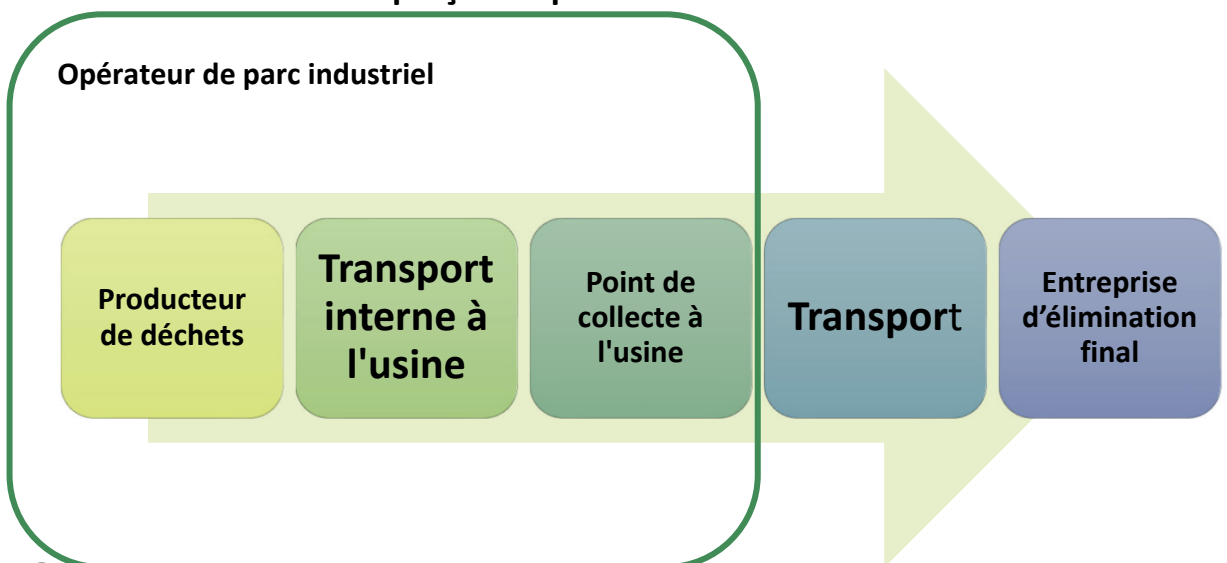 Opérateur de parc industriel
Producteur
de déchets
Transport
interne à
l'usine
Point de
collecte à
l'usine
Transport
Entreprise
d’élimination
final